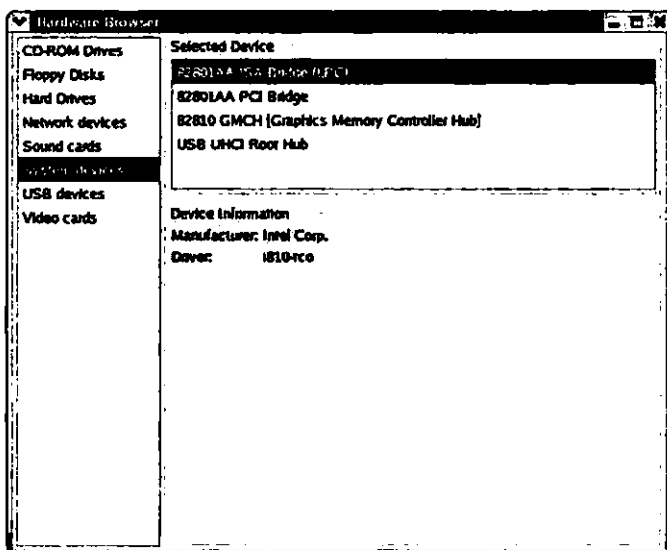 Hardware Browser
CD-ROM Drives
Floppy Disks
Hard Drives
Network devices
Sound cards
System devices
USB devices
Video cards
Selected Device
82801AA ISA Bridge (LPC)
82801AA PCI Bridge
82810 GMCH [Graphics Memory Controller Hub]
USB UHCI Root Hub
Device Information
Manufacturer: Intel Corp.
Driver: i810-tco